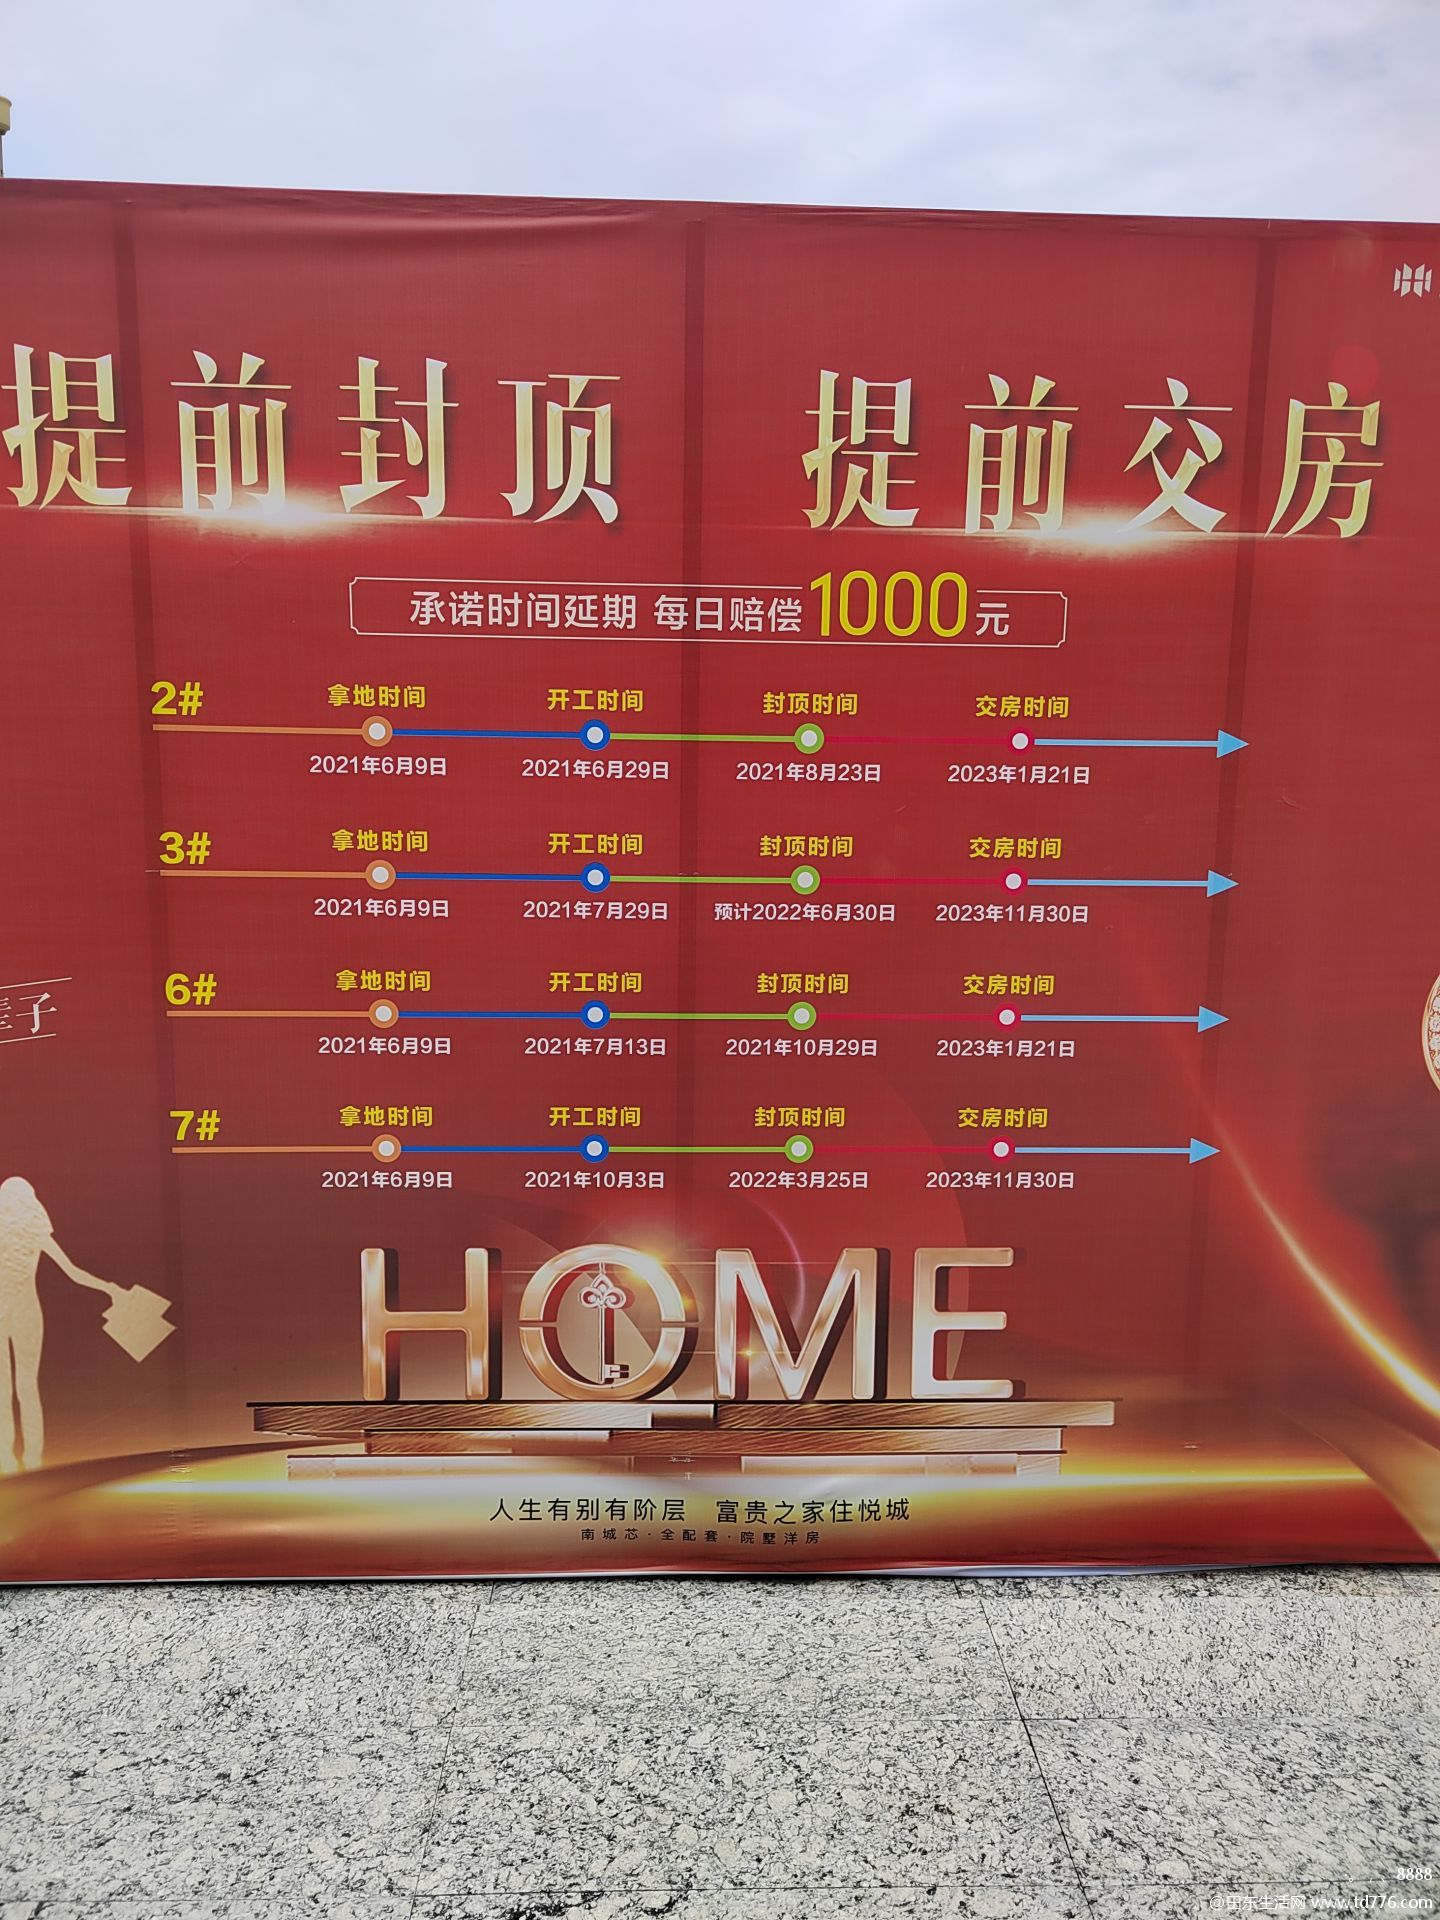 提前封顶 提前交房
承诺时间延期 每日赔偿1000元
2# 拿地时间 开工时间 封顶时间 交房时间
2021年6月9日 2021年6月29日 2021年8月23日 2023年1月21日
3# 拿地时间 开工时间 封顶时间 交房时间
2021年6月9日 2021年7月29日 预计2022年6月30日 2023年11月30日
6# 拿地时间 开工时间 封顶时间 交房时间
2021年6月9日 2021年7月13日 2021年10月29日 2023年1月21日
子
7# 拿地时间 开工时间 封顶时间 交房时间
2021年6月9日 2021年10月3日 2022年3月25日 2023年11月30日
HOME
人生有别有阶层 富贵之家住悦城
南城芯·全配套·院墅洋房
8888
@田东生活网 www.td776.com